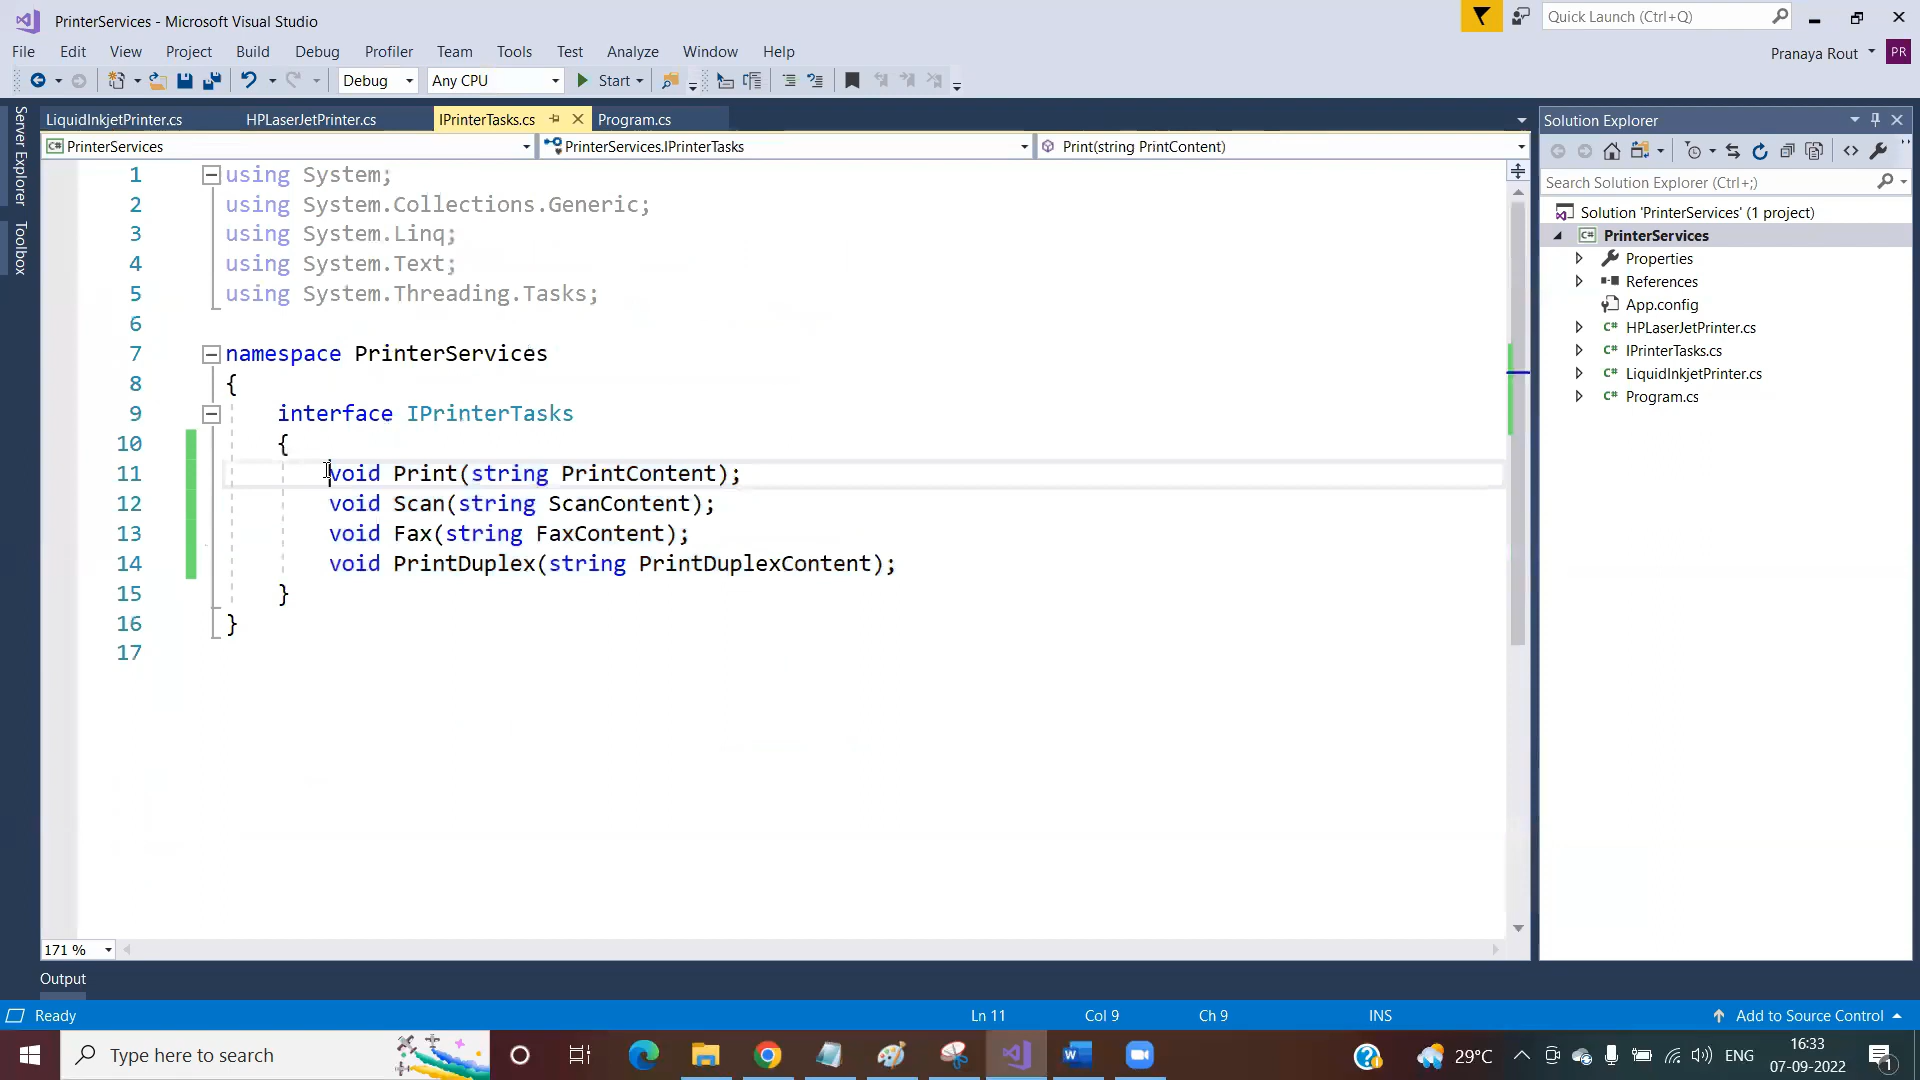 PrinterServices - Microsoft Visual Studio
Quick Launch (Ctrl+Q)
File Edit View Project Build Debug Profiler Team Tools Test Analyze Window Help
Pranaya Rout PR
Debug Any CPU Start
Server Explorer
Toolbox
LiquidInkjetPrinter.cs HPLaserJetPrinter.cs IPrinterTasks.cs Program.cs
C# PrinterServices PrinterServices.IPrinterTasks Print(string PrintContent)
1 using System;
2 using System.Collections.Generic;
3 using System.Linq;
4 using System.Text;
5 using System.Threading.Tasks;
6
7 namespace PrinterServices
8 {
9 interface IPrinterTasks
10 {
11 void Print(string PrintContent);
12 void Scan(string ScanContent);
13 void Fax(string FaxContent);
14 void PrintDuplex(string PrintDuplexContent);
15 }
16 }
17
171 %
Solution Explorer
Search Solution Explorer (Ctrl+;)
Solution 'PrinterServices' (1 project)
C# PrinterServices
Properties
References
App.config
C# HPLaserJetPrinter.cs
C# IPrinterTasks.cs
C# LiquidInkjetPrinter.cs
C# Program.cs
Output
Ready Ln 11 Col 9 Ch 9 INS Add to Source Control
Type here to search
29°C ENG
16:33
07-09-2022
1